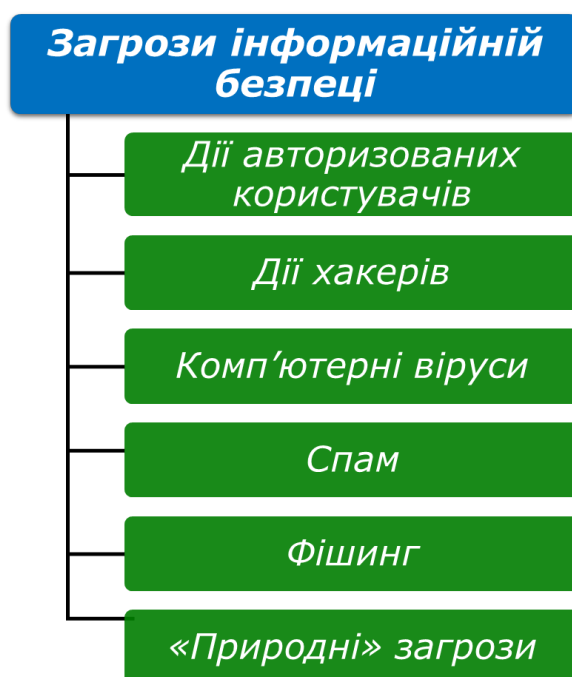 Загрози інформаційній
безпеці
Дії авторизованих
користувачів
Дії хакерів
Комп’ютерні віруси
Спам
Фішинг
«Природні» загрози